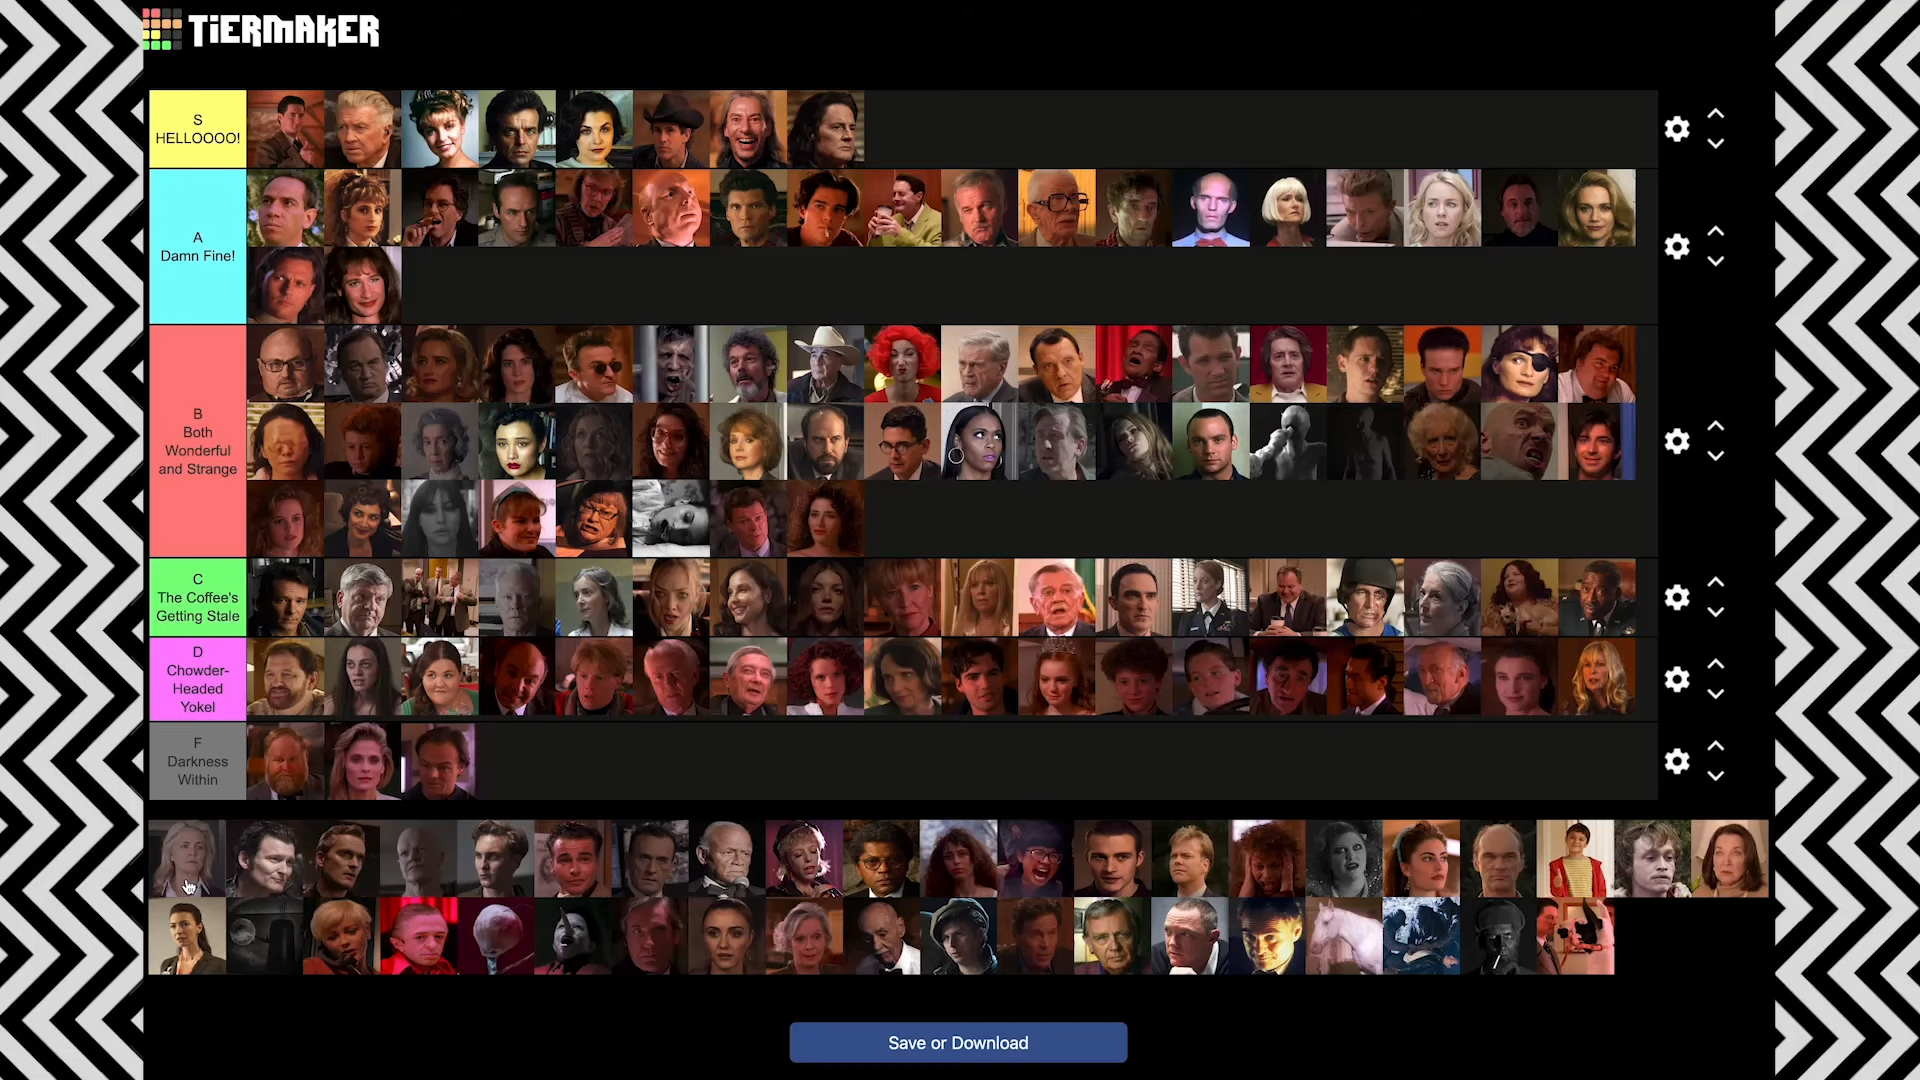 TiERMAKER
S
HELLOOOO!
A
Damn Fine!
B
Both
Wonderful
and Strange
C
The Coffee's
Getting Stale
D
Chowder-
Headed
Yokel
F
Darkness
Within
Save or Download